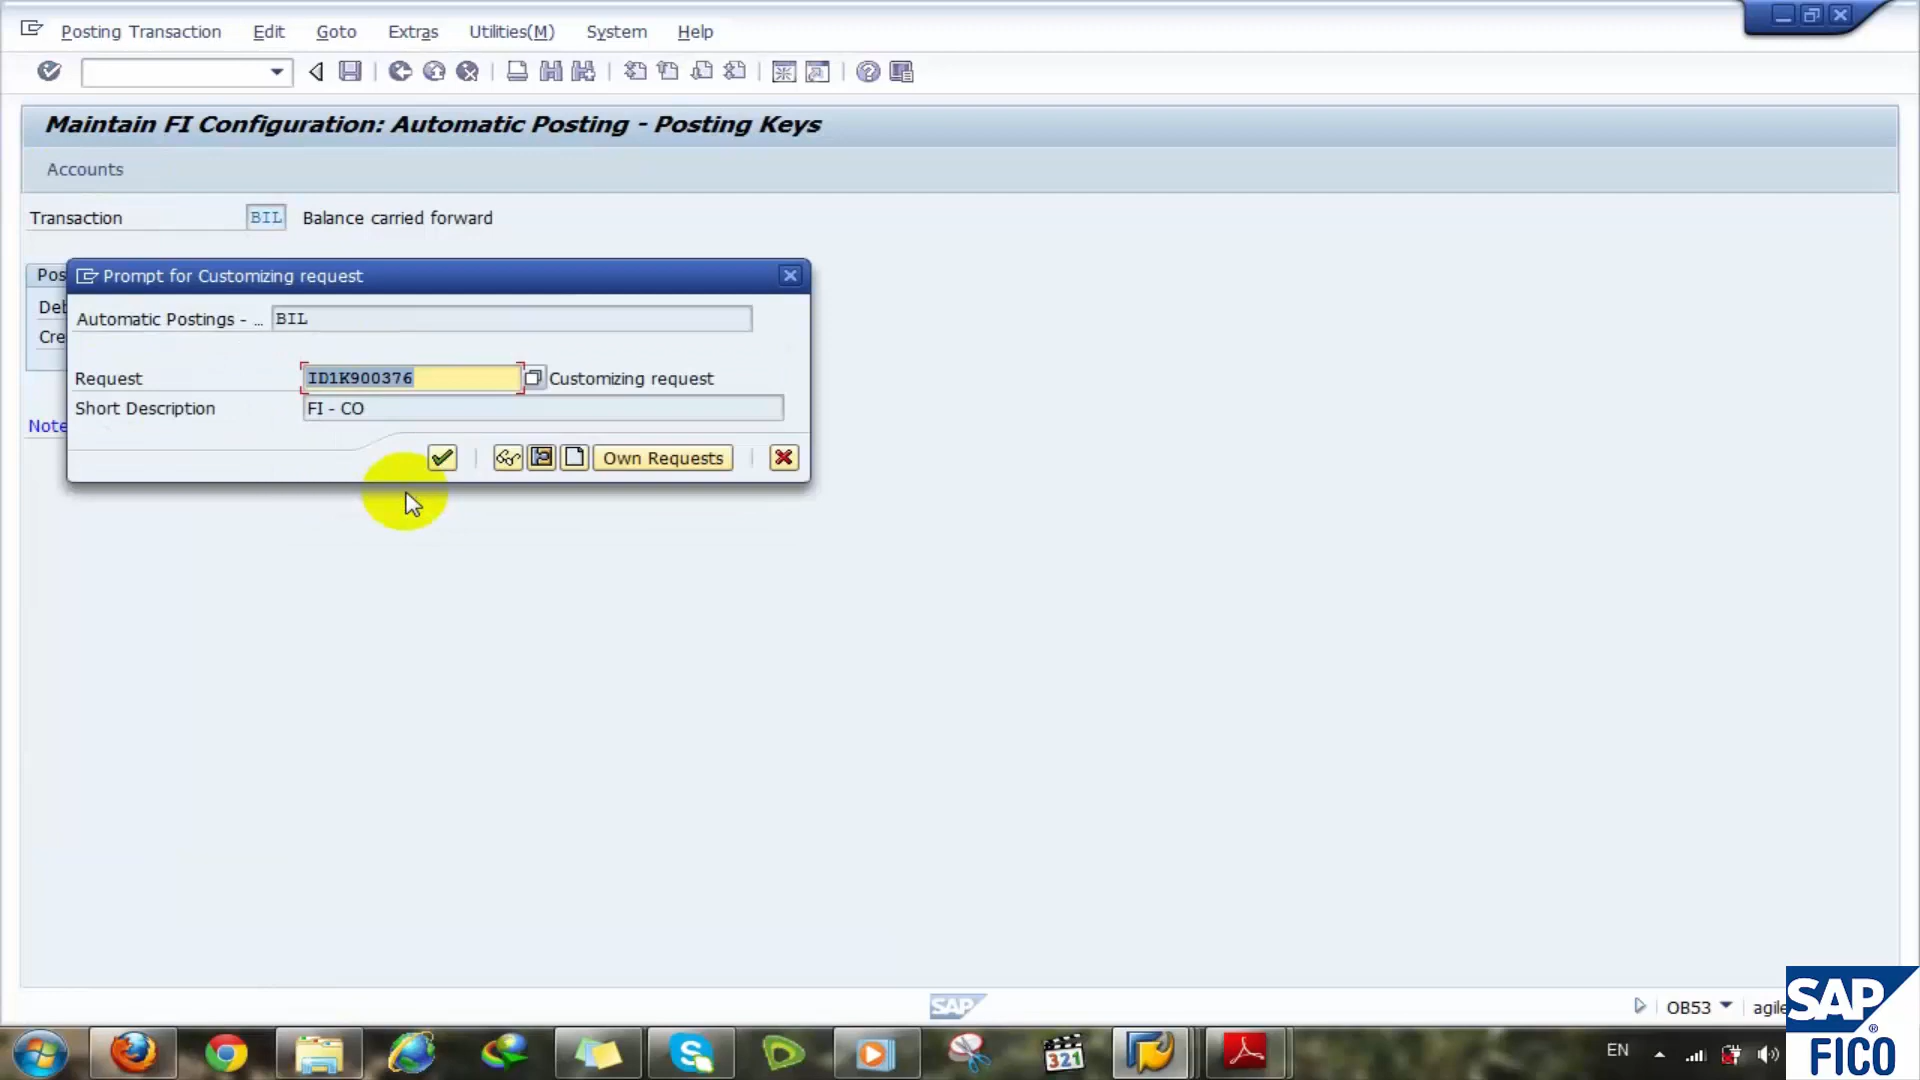 Posting Transaction Edit Goto Extras Utilities(M) System Help
Maintain FI Configuration: Automatic Posting - Posting Keys
Accounts
Transaction BIL Balance carried forward
Pos
Prompt for Customizing request
Deb
Automatic Postings - ... BIL
Cre
Request ID1K900376 Customizing request
Short Description FI - CO
Note
Own Requests
SAP
OB53 agile
SAP ®
FICO
321
EN